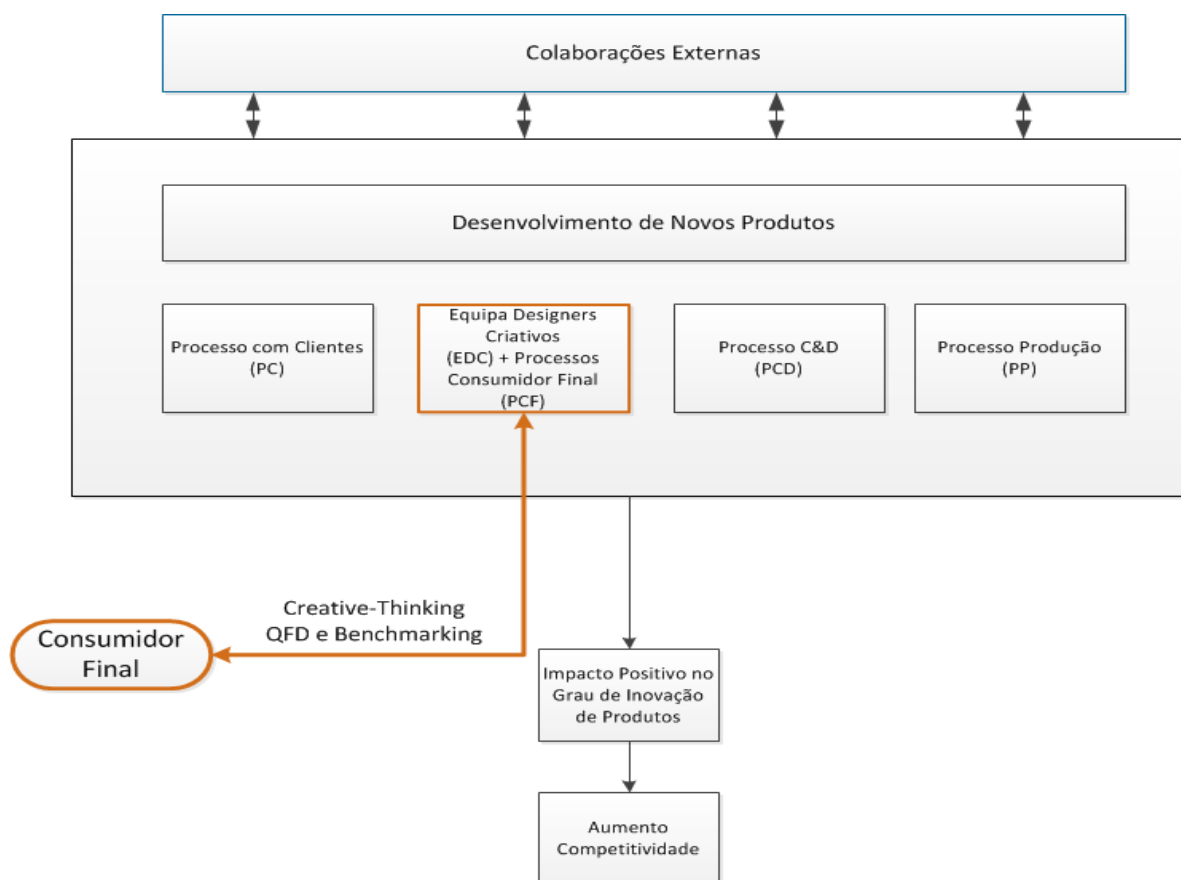 Colaborações Externas
Desenvolvimento de Novos Produtos
Processo com Clientes
(PC)
Equipa Designers
Criativos
(EDC) + Processos
Consumidor Final
(PCF)
Processo C&D
(PCD)
Processo Produção
(PP)
Creative-Thinking
QFD e Benchmarking
Consumidor
Final
Impacto Positivo no
Grau de Inovação
de Produtos
Aumento
Competitividade